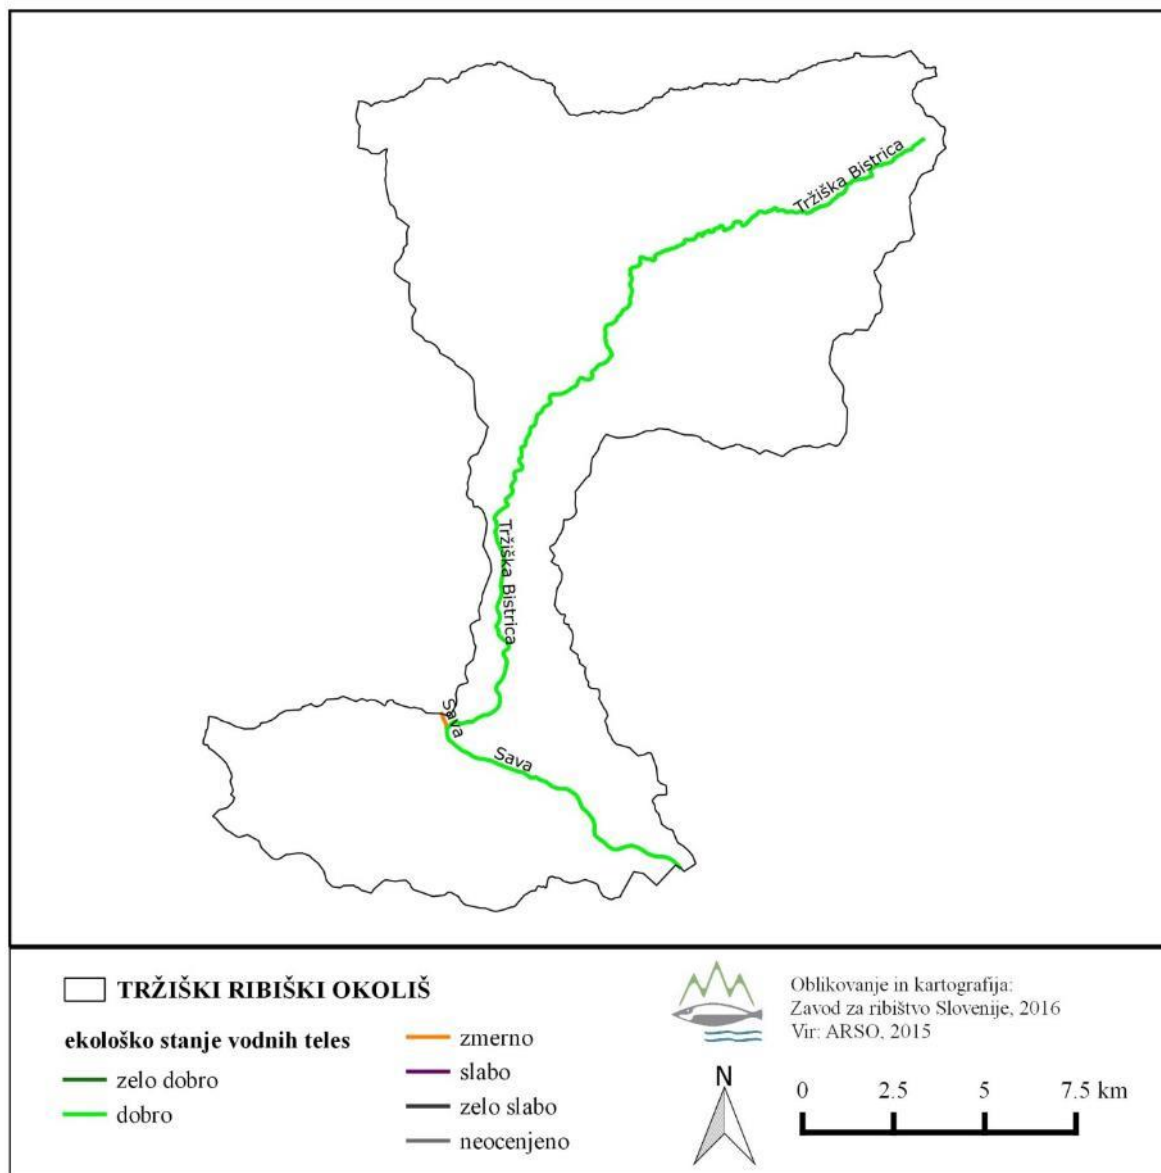 Tržiška Bistrica
Tržiška Bistrica
Sava
Sava
TRŽIŠKI RIBIŠKI OKOLIŠ
ekološko stanje vodnih teles
zelo dobro
dobro
zmerno
slabo
zelo slabo
neocenjeno
Oblikovanje in kartografija:
Zavod za ribištvo Slovenije, 2016
Vir: ARSO, 2015
N
0 2.5 5 7.5 km